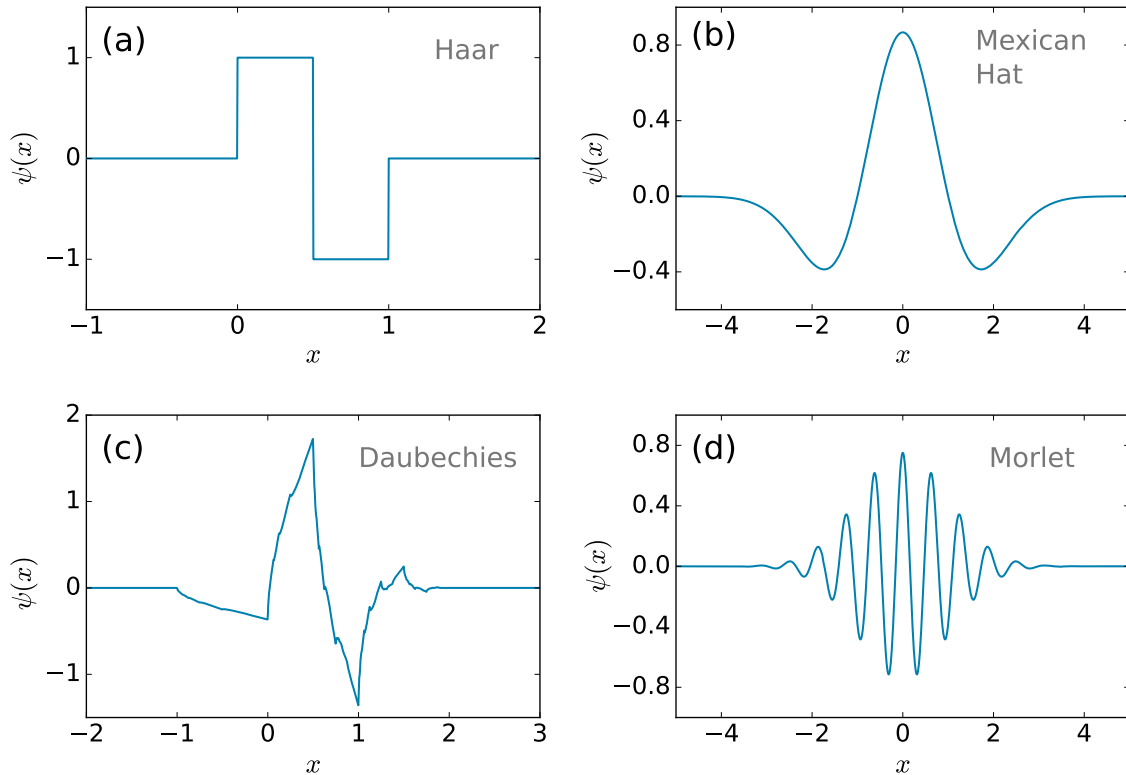 (a)
Haar
1
0
−1
ψ(x)
−1 0 1 2
x
(b)
Mexican
Hat
0.8
0.4
0.0
−0.4
ψ(x)
−4 −2 0 2 4
x
(c)
Daubechies
2
1
0
−1
ψ(x)
−2 −1 0 1 2 3
x
(d)
Morlet
0.8
0.4
0.0
−0.4
−0.8
ψ(x)
−4 −2 0 2 4
x